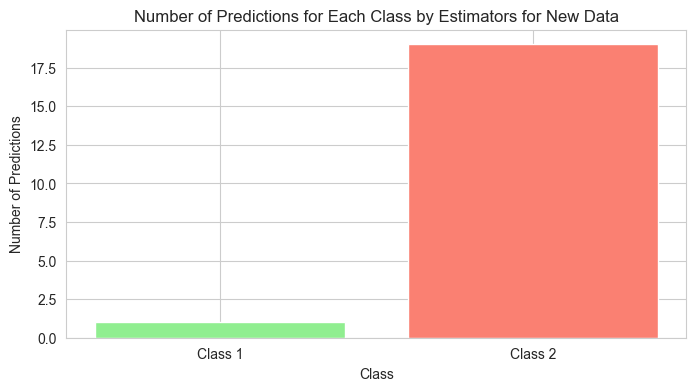 Number of Predictions for Each Class by Estimators for New Data
Number of Predictions
17.5
15.0
12.5
10.0
7.5
5.0
2.5
0.0
Class 1
Class 2
Class